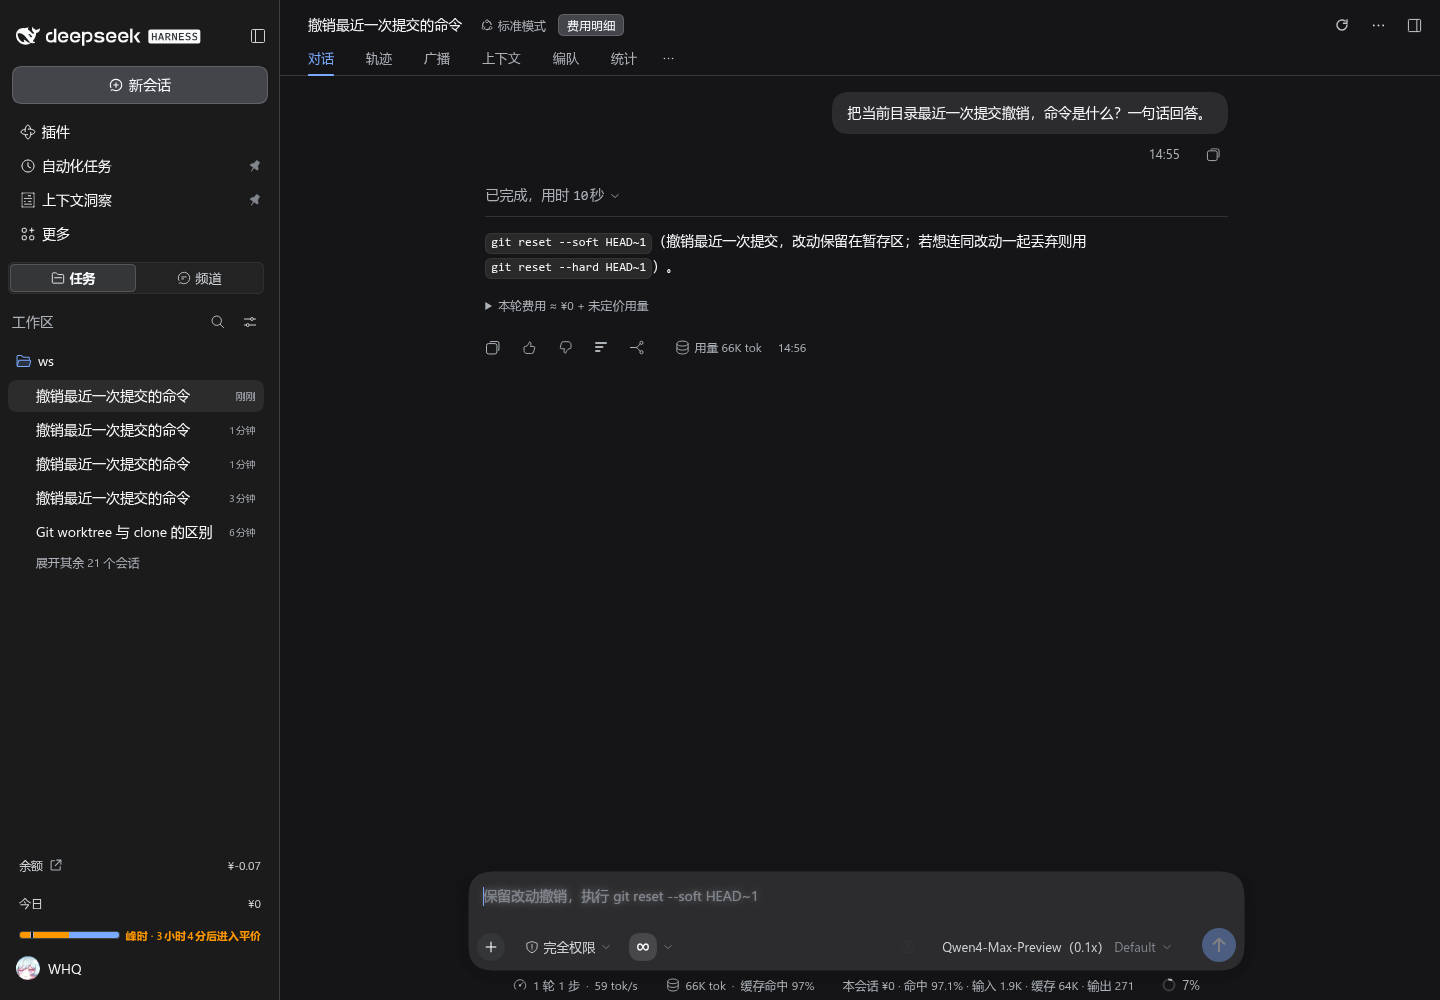 deepseek HARNESS
新会话
插件
自动化任务
上下文洞察
更多
任务 频道
工作区
ws
撤销最近一次提交的命令 刚刚
撤销最近一次提交的命令 1分钟
撤销最近一次提交的命令 1分钟
撤销最近一次提交的命令 3分钟
Git worktree 与 clone 的区别 6分钟
展开其余 21 个会话
余额 ¥-0.07
今日 ¥0
峰时 · 3小时4分后进入平价
WHQ
撤销最近一次提交的命令 标准模式 费用明细
对话 轨迹 广播 上下文 编队 统计 ···
把当前目录最近一次提交撤销，命令是什么？一句话回答。
14:55
已完成，用时 10秒
git reset --soft HEAD~1（撤销最近一次提交，改动保留在暂存区；若想连同改动一起丢弃则用
git reset --hard HEAD~1）。
本轮费用 ≈ ¥0 + 未定价用量
用量 66K tok 14:56
保留改动撤销，执行 git reset --soft HEAD~1
完全权限 Qwen4-Max-Preview（0.1x） Default
1 轮 1 步 · 59 tok/s 66K tok · 缓存命中 97% 本会话 ¥0 · 命中 97.1% · 输入 1.9K · 缓存 64K · 输出 271 7%